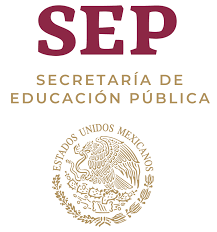 SEP
SECRETARÍA DE
EDUCACIÓN PÚBLICA
ESTADOS UNIDOS MEXICANOS